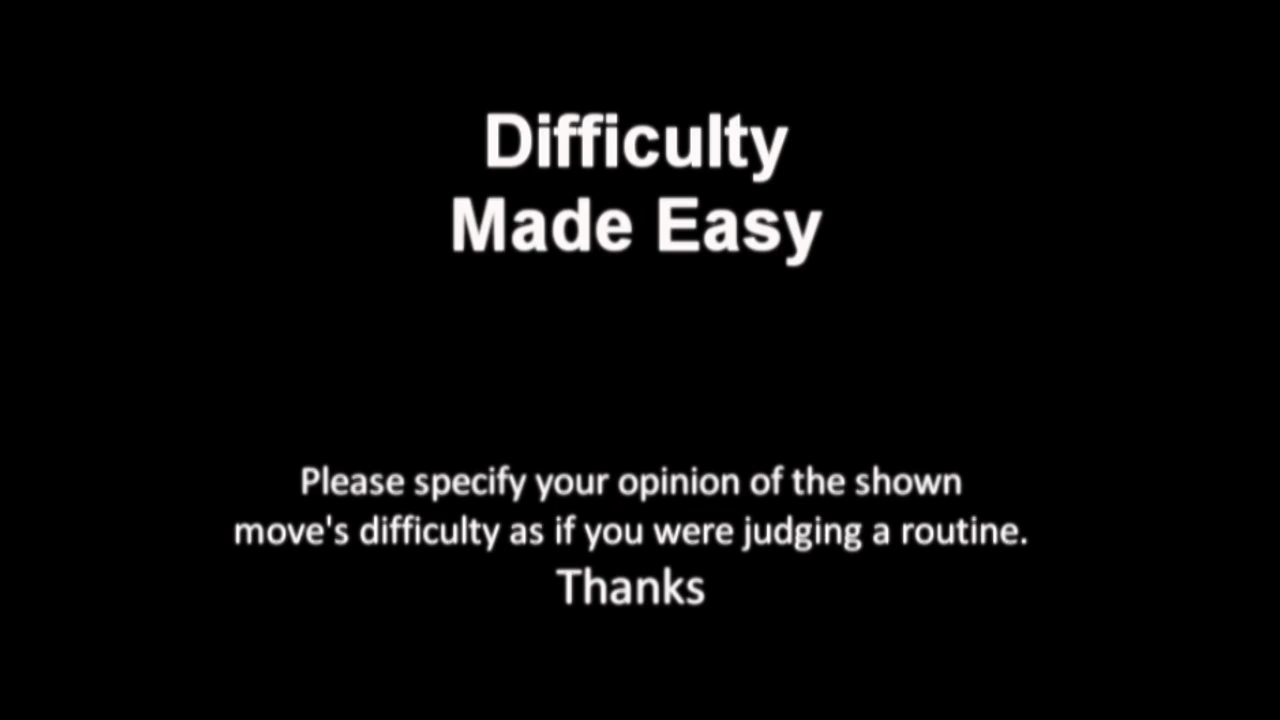 Difficulty
Made Easy
Please specify your opinion of the shown
move's difficulty as if you were judging a routine.
Thanks